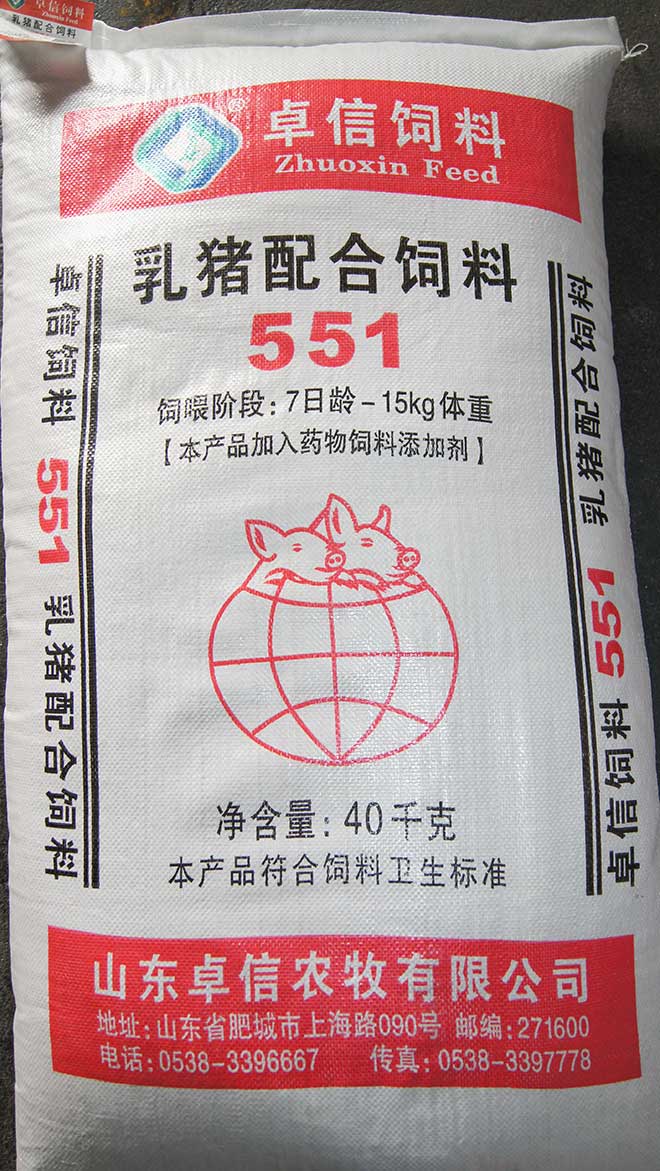 卓信饲料
Zhuoxin Feed
乳猪配合饲料
®
卓信饲料
Zhuoxin Feed
乳猪配合饲料
551
饲喂阶段：7日龄-15kg体重
【本产品加入药物饲料添加剂】
卓信饲料 551 乳猪配合饲料
卓信饲料 551 乳猪配合饲料
净含量：40千克
本产品符合饲料卫生标准
山东卓信农牧有限公司
地址：山东省肥城市上海路090号 邮编：271600
电话：0538-3396667 传真：0538-3397778